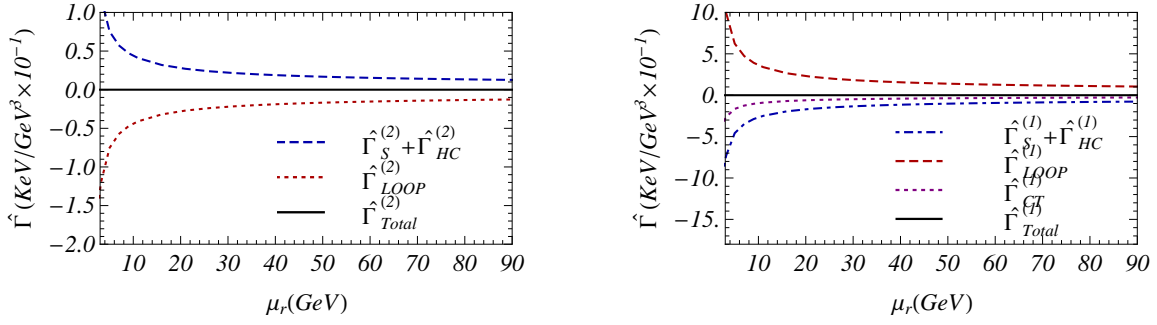 Γ̂ (KeV/GeV³×10⁻¹)
1.0
0.5
0.0
−0.5
−1.0
−1.5
−2.0
Γ̂_S^(2)+Γ̂_HC^(2)
Γ̂_LOOP^(2)
Γ̂_Total^(2)
10 20 30 40 50 60 70 80 90
μ_r(GeV)
Γ̂ (KeV/GeV³×10⁻¹)
10.
5.
0
−5.
−10.
−15.
Γ̂_S^(1)+Γ̂_HC^(1)
Γ̂_LOOP^(1)
Γ̂_CT^(1)
Γ̂_Total^(1)
10 20 30 40 50 60 70 80 90
μ_r(GeV)